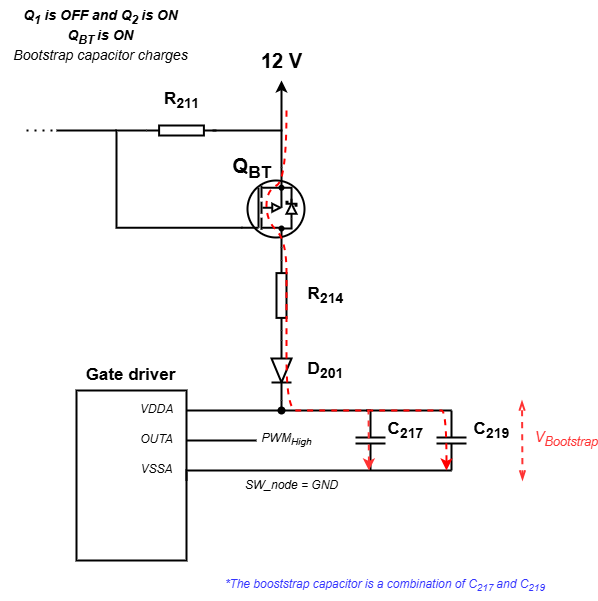 Q1 is OFF and Q2 is ON
QBT is ON
Bootstrap capacitor charges
12 V
R211
QBT
R214
D201
Gate driver
VDDA
OUTA
PWMHigh
VSSA
SW_node = GND
C217
C219
VBootstrap
*The booststrap capacitor is a combination of C217 and C219